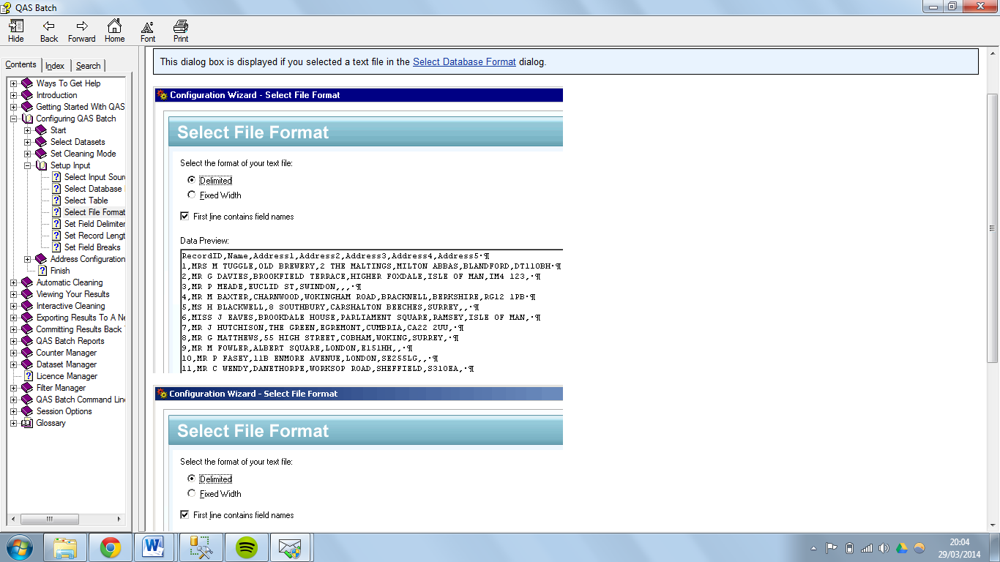 QAS Batch
Hide
Back
Forward
Home
Font
Print
Contents
Index
Search
Ways To Get Help
Introduction
Getting Started With QAS
Configuring QAS Batch
Start
Select Datasets
Set Cleaning Mode
Setup Input
Select Input Sour
Select Database
Select Table
Select File Format
Set Field Delimiter
Set Record Lengt
Set Field Breaks
Address Configuration
Finish
Automatic Cleaning
Viewing Your Results
Interactive Cleaning
Exporting Results To A Ne
Committing Results Back
QAS Batch Reports
Counter Manager
Dataset Manager
Licence Manager
Filter Manager
QAS Batch Command Line
Session Options
Glossary
This dialog box is displayed if you selected a text file in the Select Database Format dialog.
Configuration Wizard - Select File Format
Select File Format
Select the format of your text file:
Delimited
Fixed Width
First line contains field names
Data Preview:
RecordID,Name,Address1,Address2,Address3,Address4,Address5·¶
1,MRS M TUGGLE,OLD BREWERY,2 THE MALTINGS,MILTON ABBAS,BLANDFORD,DT110BH·¶
2,MR G DAVIES,BROOKFIELD TERRACE,HIGHER FOXDALE,ISLE OF MAN,IM4 123,·¶
3,MR P MEADE,EUCLID ST,SWINDON,,,·¶
4,MR M BAXTER,CHARNWOOD,WOKINGHAM ROAD,BRACKNELL,BERKSHIRE,RG12 1PB·¶
5,MS H BLACKWELL,8 SOUTHBURY,CARSHALTON BEECHES,SURREY,,·¶
6,MISS J EAVES,BROOKDALE HOUSE,PARLIAMENT SQUARE,RAMSEY,ISLE OF MAN,·¶
7,MR J HUTCHISON,THE GREEN,EGREMONT,CUMBRIA,CA22 2UU,·¶
8,MR G MATTHEWS,55 HIGH STREET,COBHAM,WOKING,SURREY,·¶
9,MR M FOWLER,ALBERT SQUARE,LONDON,E151HH,,·¶
10,MR P FASEY,11B ENMORE AVENUE,LONDON,SE255LG,,·¶
11,MR C WENDY,DANETHORPE,WORKSOP ROAD,SHEFFIELD,S310EA,·¶
Configuration Wizard - Select File Format
Select File Format
Select the format of your text file:
Delimited
Fixed Width
First line contains field names
20:04
29/03/2014